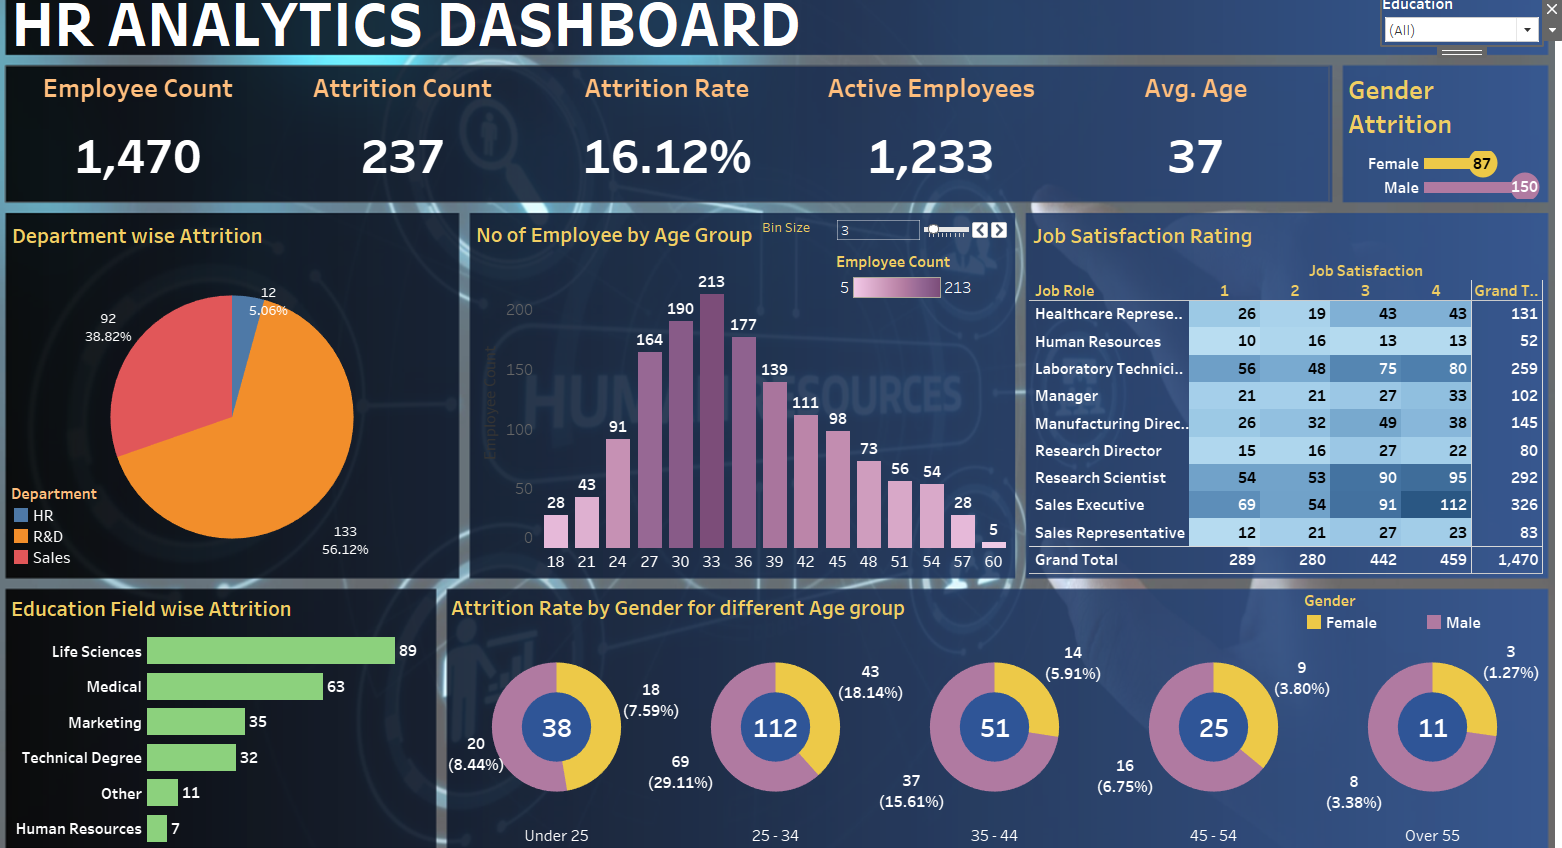 HR ANALYTICS DASHBOARD
Education
(All)
Employee Count
Attrition Count
Attrition Rate
Active Employees
Avg. Age
1,470
237
16.12%
1,233
37
Gender
Attrition
Female 87
Male 150
Department wise Attrition
12
5.06%
92
38.82%
133
56.12%
Department
HR
R&D
Sales
No of Employee by Age Group
Bin Size
3
Employee Count
5 213
Employee Count
200
150
100
50
0
28 43 91 164 190 213 177 139 111 98 73 56 54 28 5
18 21 24 27 30 33 36 39 42 45 48 51 54 57 60
HUMAN RESOURCES
Job Satisfaction Rating
Job Satisfaction
Job Role 1 2 3 4 Grand T..
Healthcare Represe.. 26 19 43 43 131
Human Resources 10 16 13 13 52
Laboratory Technici.. 56 48 75 80 259
Manager 21 21 27 33 102
Manufacturing Direc.. 26 32 49 38 145
Research Director 15 16 27 22 80
Research Scientist 54 53 90 95 292
Sales Executive 69 54 91 112 326
Sales Representative 12 21 27 23 83
Grand Total 289 280 442 459 1,470
Education Field wise Attrition
Life Sciences 89
Medical 63
Marketing 35
Technical Degree 32
Other 11
Human Resources 7
Attrition Rate by Gender for different Age group
Gender
Female
Male
18
(7.59%)
38
20
(8.44%)
Under 25
43
(18.14%)
112
69
(29.11%)
25 - 34
14
(5.91%)
51
37
(15.61%)
35 - 44
9
(3.80%)
25
16
(6.75%)
45 - 54
3
(1.27%)
11
8
(3.38%)
Over 55